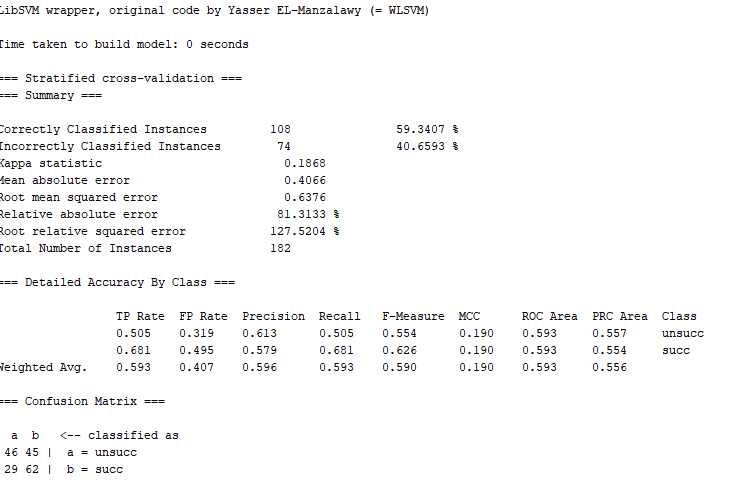 LibSVM wrapper, original code by Yasser EL-Manzalawy (= WLSVM)
Time taken to build model: 0 seconds
=== Stratified cross-validation ===
=== Summary ===
Correctly Classified Instances 108 59.3407 %
Incorrectly Classified Instances 74 40.6593 %
Kappa statistic 0.1868
Mean absolute error 0.4066
Root mean squared error 0.6376
Relative absolute error 81.3133 %
Root relative squared error 127.5204 %
Total Number of Instances 182
=== Detailed Accuracy By Class ===
TP Rate FP Rate Precision Recall F-Measure MCC ROC Area PRC Area Class
0.505 0.319 0.613 0.505 0.554 0.190 0.593 0.557 unsucc
0.681 0.495 0.579 0.681 0.626 0.190 0.593 0.554 succ
Weighted Avg. 0.593 0.407 0.596 0.593 0.590 0.190 0.593 0.556
=== Confusion Matrix ===
a b <-- classified as
46 45 | a = unsucc
29 62 | b = succ